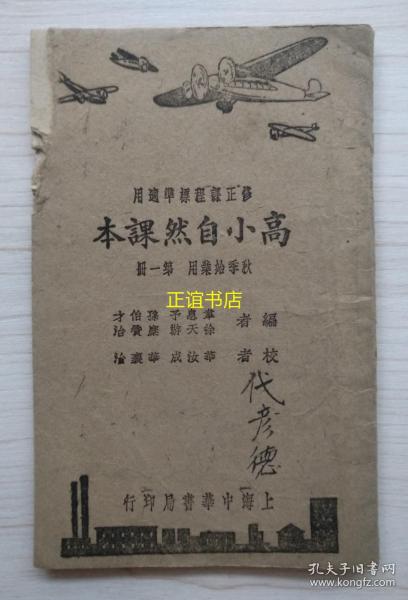 修正課程標準適用
高小自然課本
秋季始業用 第一冊
正谊书店
編者
韋息予 孫伯才
徐天游 糜贊治
校者 華汝成 華襄治
代彦德
上海中華書局印行
孔夫子旧书网
www.kongfz.com